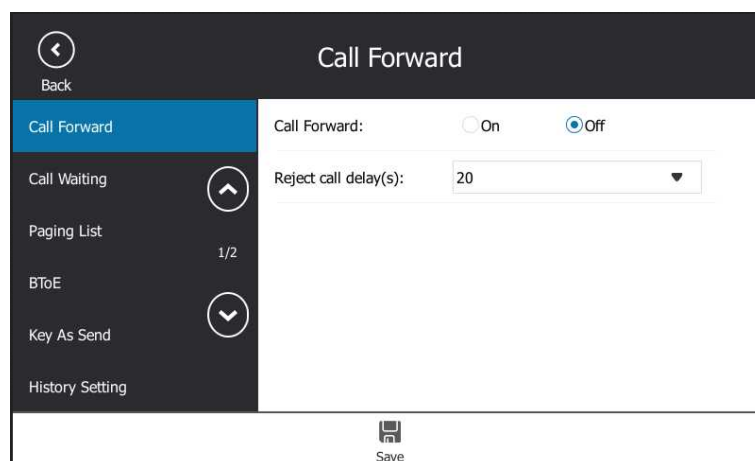 Call Forward
Back
Call Forward
Call Forward: On Off
Call Waiting
Reject call delay(s): 20
Paging List
1/2
BToE
Key As Send
History Setting
Save